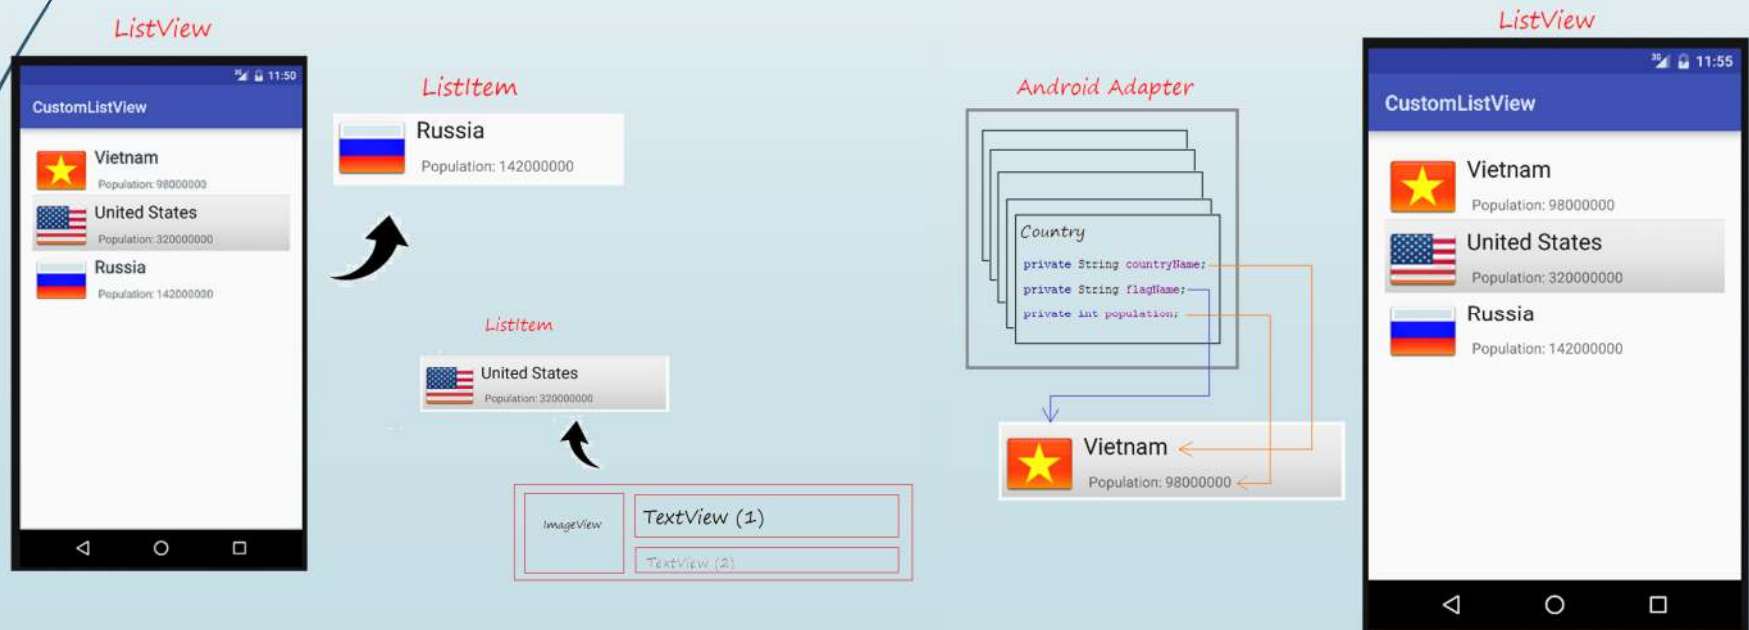 ListView
3G 11:50
CustomListView
Vietnam
Population: 98000000
United States
Population: 320000000
Russia
Population: 142000000
ListItem
Russia
Population: 142000000
ListItem
United States
Population: 320000000
ImageView
TextView (1)
TextView (2)
Android Adapter
Country
private String countryName;
private String flagName;
private int population;
Vietnam
Population: 98000000
ListView
3G 11:55
CustomListView
Vietnam
Population: 98000000
United States
Population: 320000000
Russia
Population: 142000000